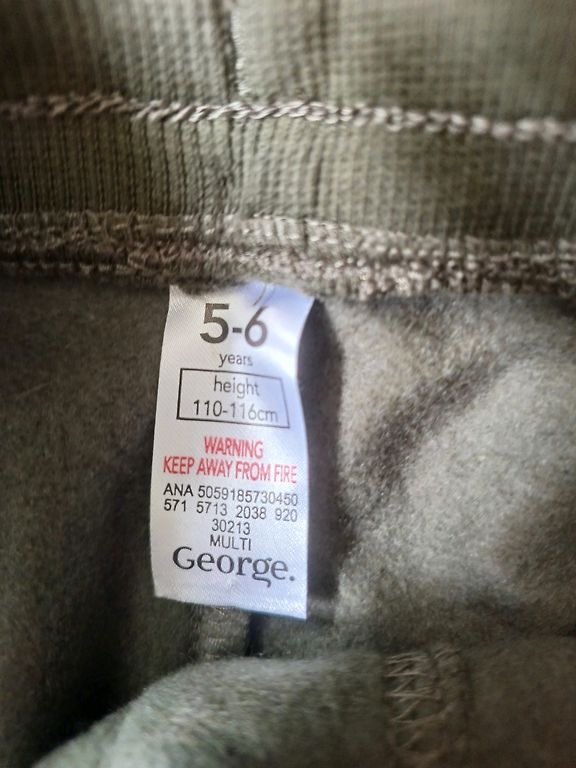 5-6
years
height
110-116cm
WARNING
KEEP AWAY FROM FIRE
ANA 5059185730450
571 5713 2038 920
30213
MULTI
George.